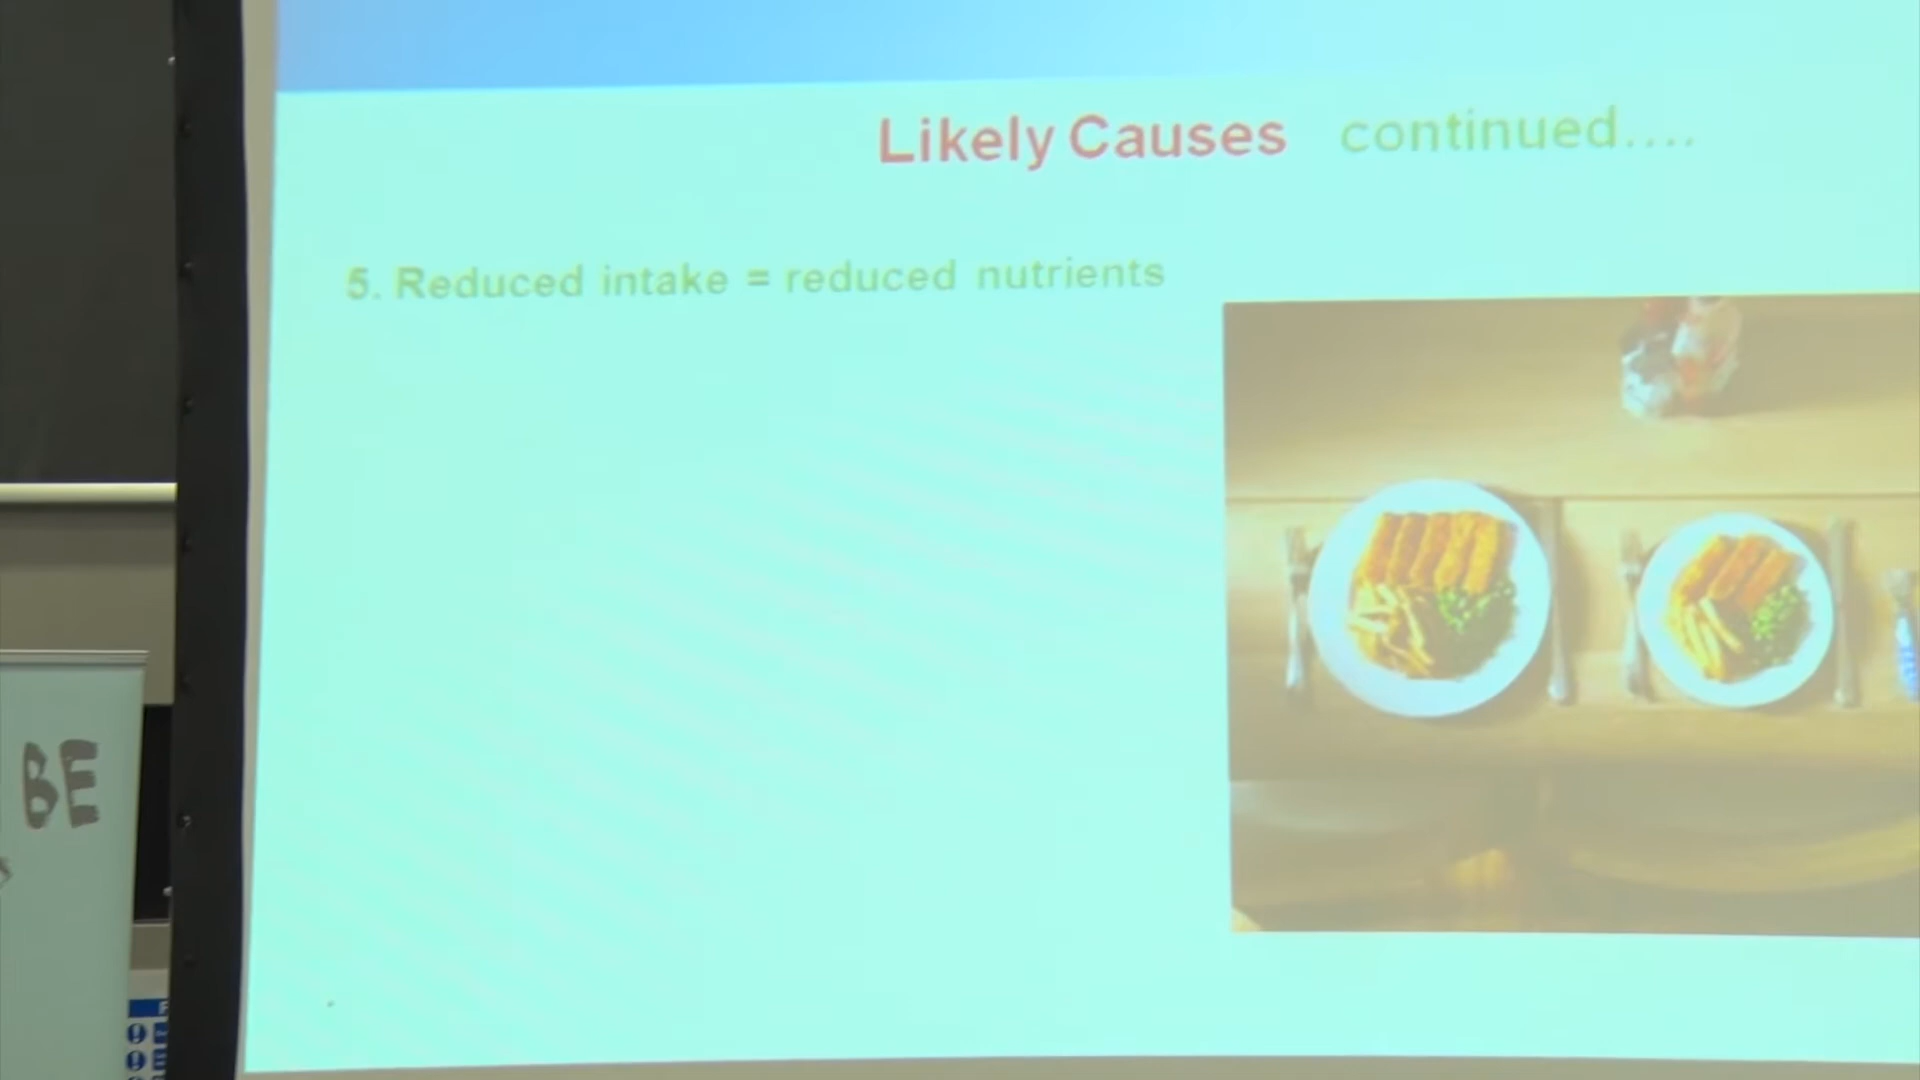 Likely Causes continued....
5. Reduced intake = reduced nutrients
BE